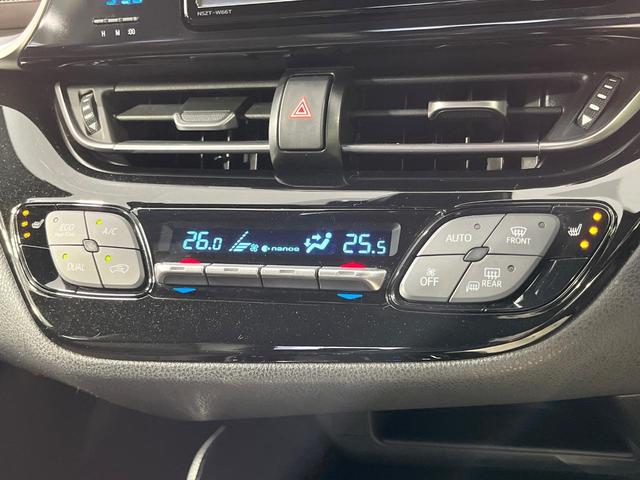 NSZT-W66T
H M :00
26.0 nanoe 25.5
ECO A/C
DUAL
AUTO FRONT
OFF REAR